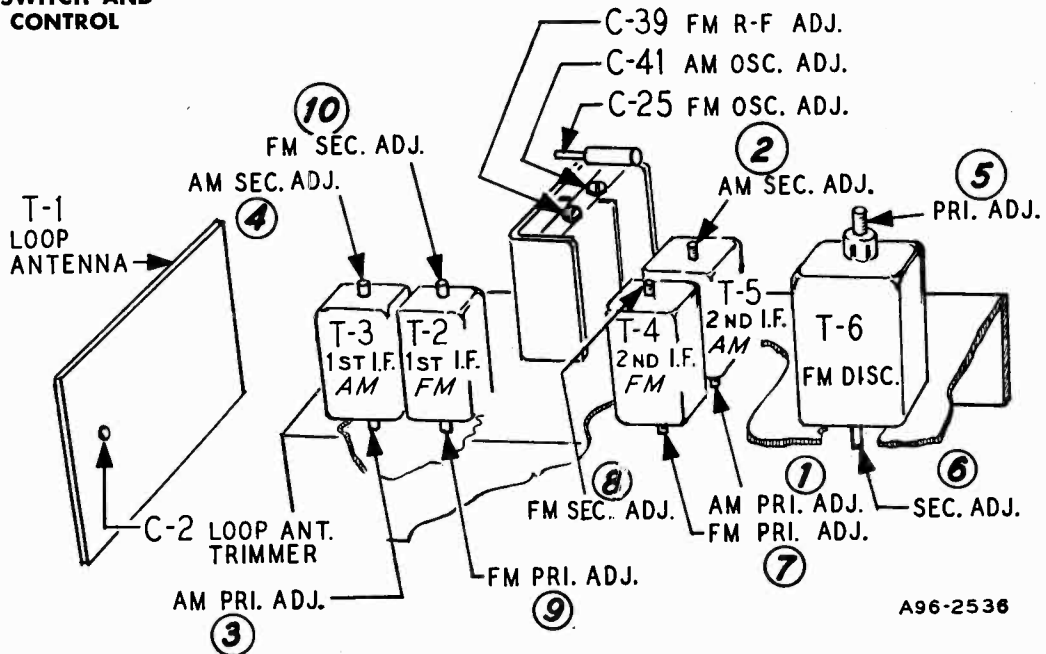 SWITCH AND
CONTROL
C-39 FM R-F ADJ.
C-41 AM OSC. ADJ.
C-25 FM OSC. ADJ.
10
FM SEC. ADJ.
2
AM SEC. ADJ.
5
PRI. ADJ.
AM SEC. ADJ.
4
T-1
LOOP
ANTENNA
T-3
1ST I.F.
AM
T-2
1ST I.F.
FM
T-4
2ND I.F.
FM
T-5
2ND I.F.
AM
T-6
FM DISC.
8
FM SEC. ADJ.
1
AM PRI. ADJ.
FM PRI. ADJ.
7
6
SEC. ADJ.
C-2 LOOP ANT.
TRIMMER
AM PRI. ADJ.
3
FM PRI. ADJ.
9
A96-2536